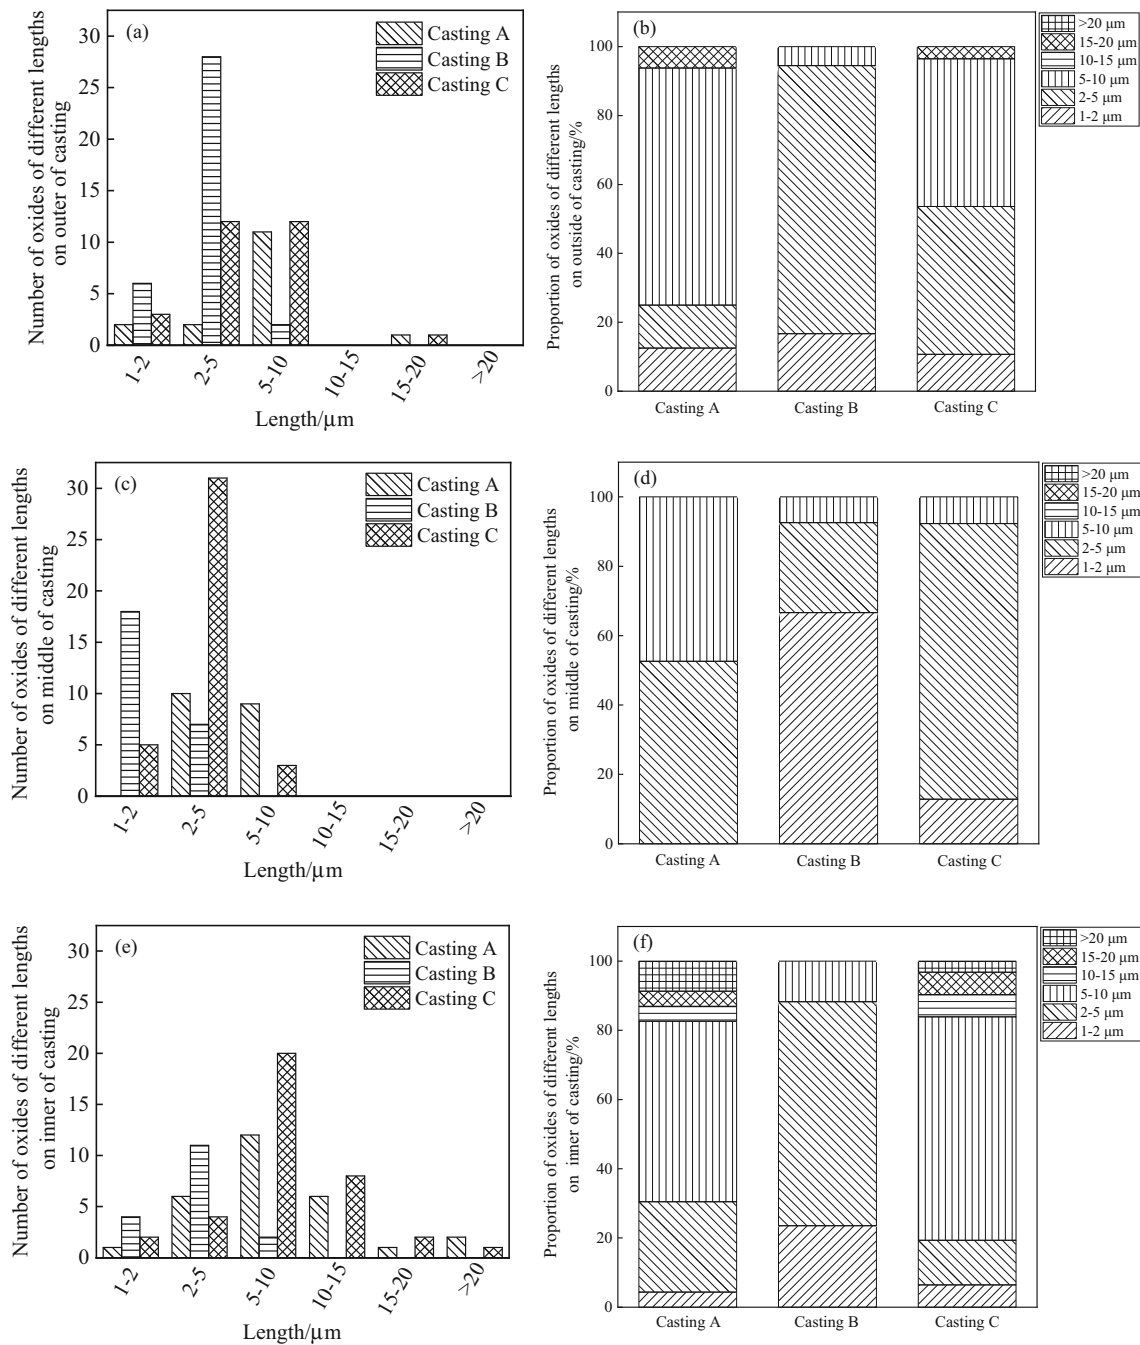 (a)
Casting A
Casting B
Casting C
30
25
20
15
10
5
0
1-2
2-5
5-10
10-15
15-20
>20
Length/μm
Number of oxides of different lengths
on outer of casting
(b)
100
80
60
40
20
0
Casting A
Casting B
Casting C
Proportion of oxides of different lengths
on outside of casting/%
>20 μm
15-20 μm
10-15 μm
5-10 μm
2-5 μm
1-2 μm
(c)
Casting A
Casting B
Casting C
30
25
20
15
10
5
0
1-2
2-5
5-10
10-15
15-20
>20
Length/μm
Number of oxides of different lengths
on middle of casting
(d)
100
80
60
40
20
0
Casting A
Casting B
Casting C
Proportion of oxides of different lengths
on middle of casting/%
>20 μm
15-20 μm
10-15 μm
5-10 μm
2-5 μm
1-2 μm
(e)
Casting A
Casting B
Casting C
30
25
20
15
10
5
0
1-2
2-5
5-10
10-15
15-20
>20
Length/μm
Number of oxides of different lengths
on inner of casting
(f)
100
80
60
40
20
0
Casting A
Casting B
Casting C
Proportion of oxides of different lengths
on inner of casting/%
>20 μm
15-20 μm
10-15 μm
5-10 μm
2-5 μm
1-2 μm